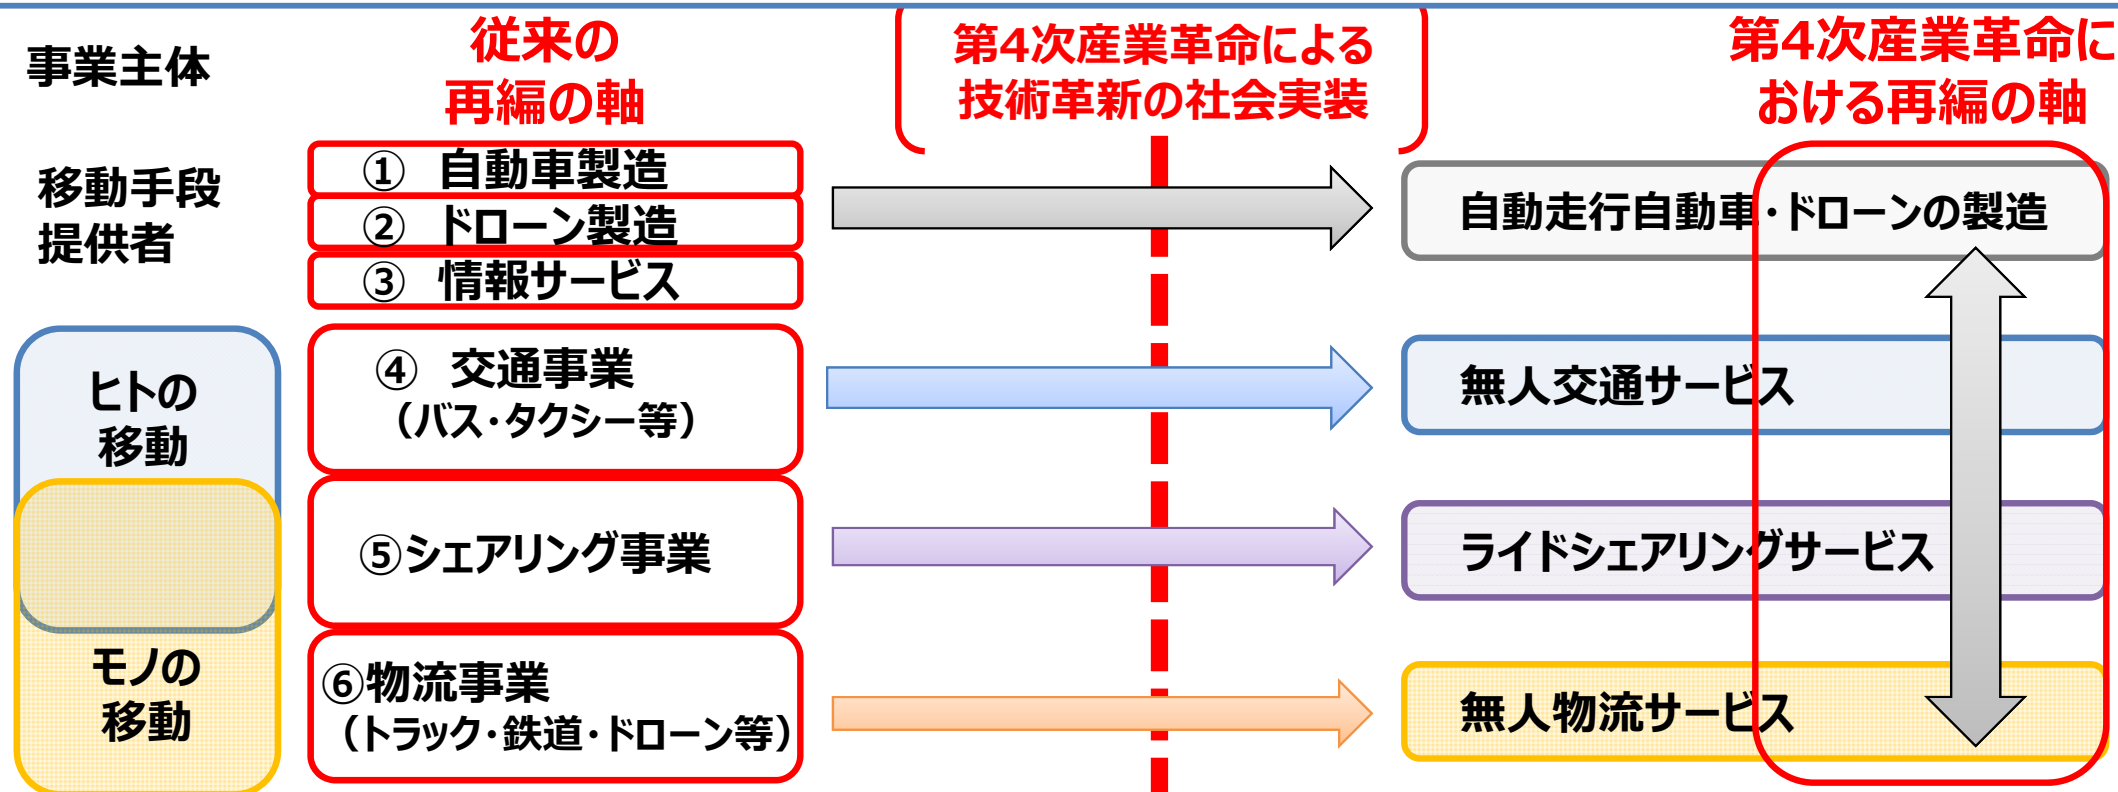 事業主体
従来の
再編の軸
第4次産業革命による
技術革新の社会実装
第4次産業革命に
おける再編の軸
移動手段
提供者
① 自動車製造
② ドローン製造
③ 情報サービス
自動走行自動車・ドローンの製造
ヒトの
移動
④ 交通事業
（バス・タクシー等）
無人交通サービス
⑤シェアリング事業
ライドシェアリングサービス
モノの
移動
⑥物流事業
（トラック・鉄道・ドローン等）
無人物流サービス